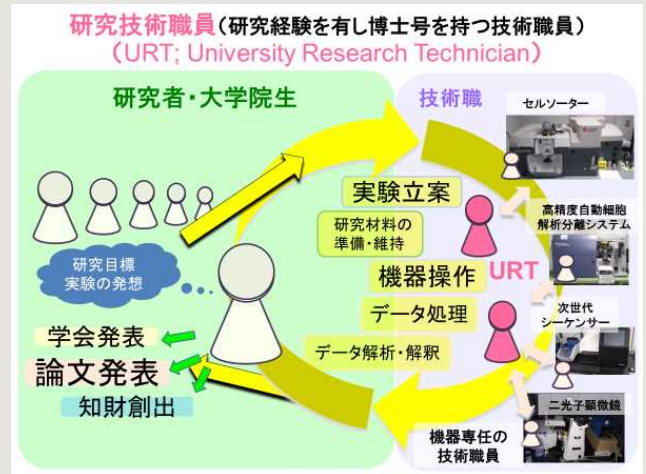 研究技術職員(研究経験を有し博士号を持つ技術職員)
(URT; University Research Technician)
研究者・大学院生
技術職
セルソーター
実験立案
研究材料の
準備・維持
高精度自動細胞
解析分離システム
機器操作
URT
研究目標
実験の発想
データ処理
次世代
シーケンサー
データ解析・解釈
学会発表
論文発表
知財創出
二光子顕微鏡
機器専任の
技術職員